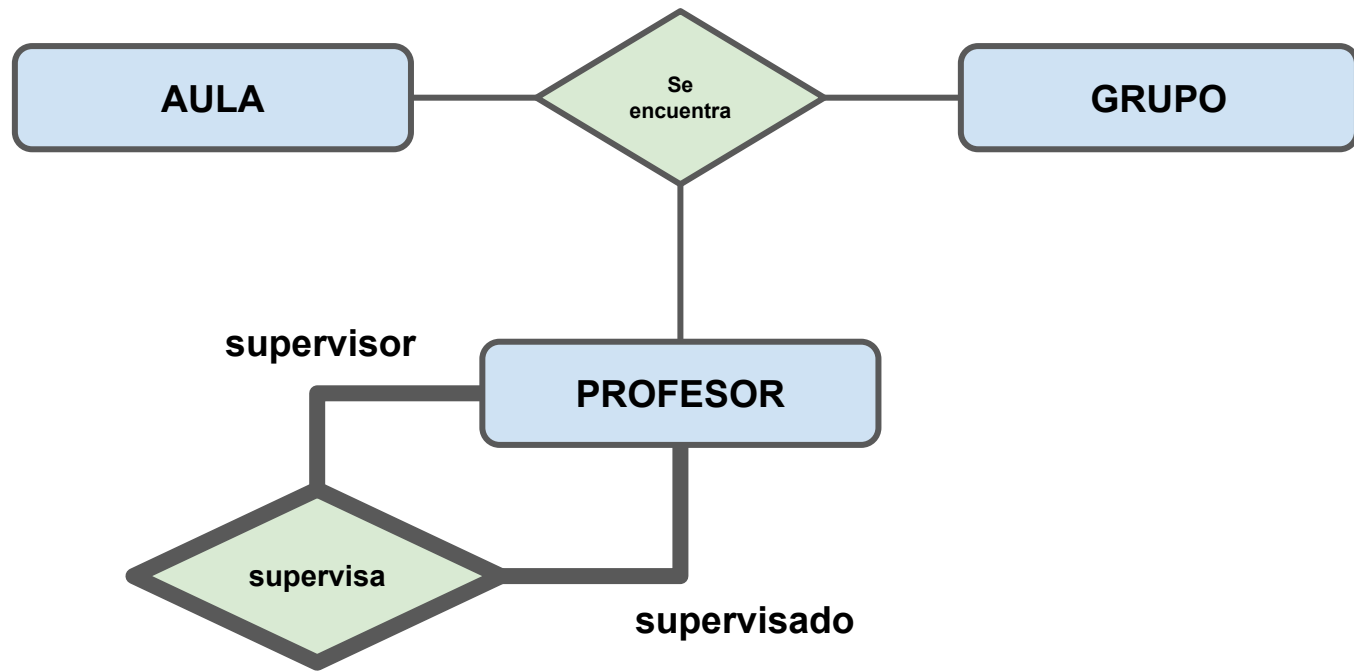 AULA
Se
encuentra
GRUPO
supervisor
PROFESOR
supervisa
supervisado